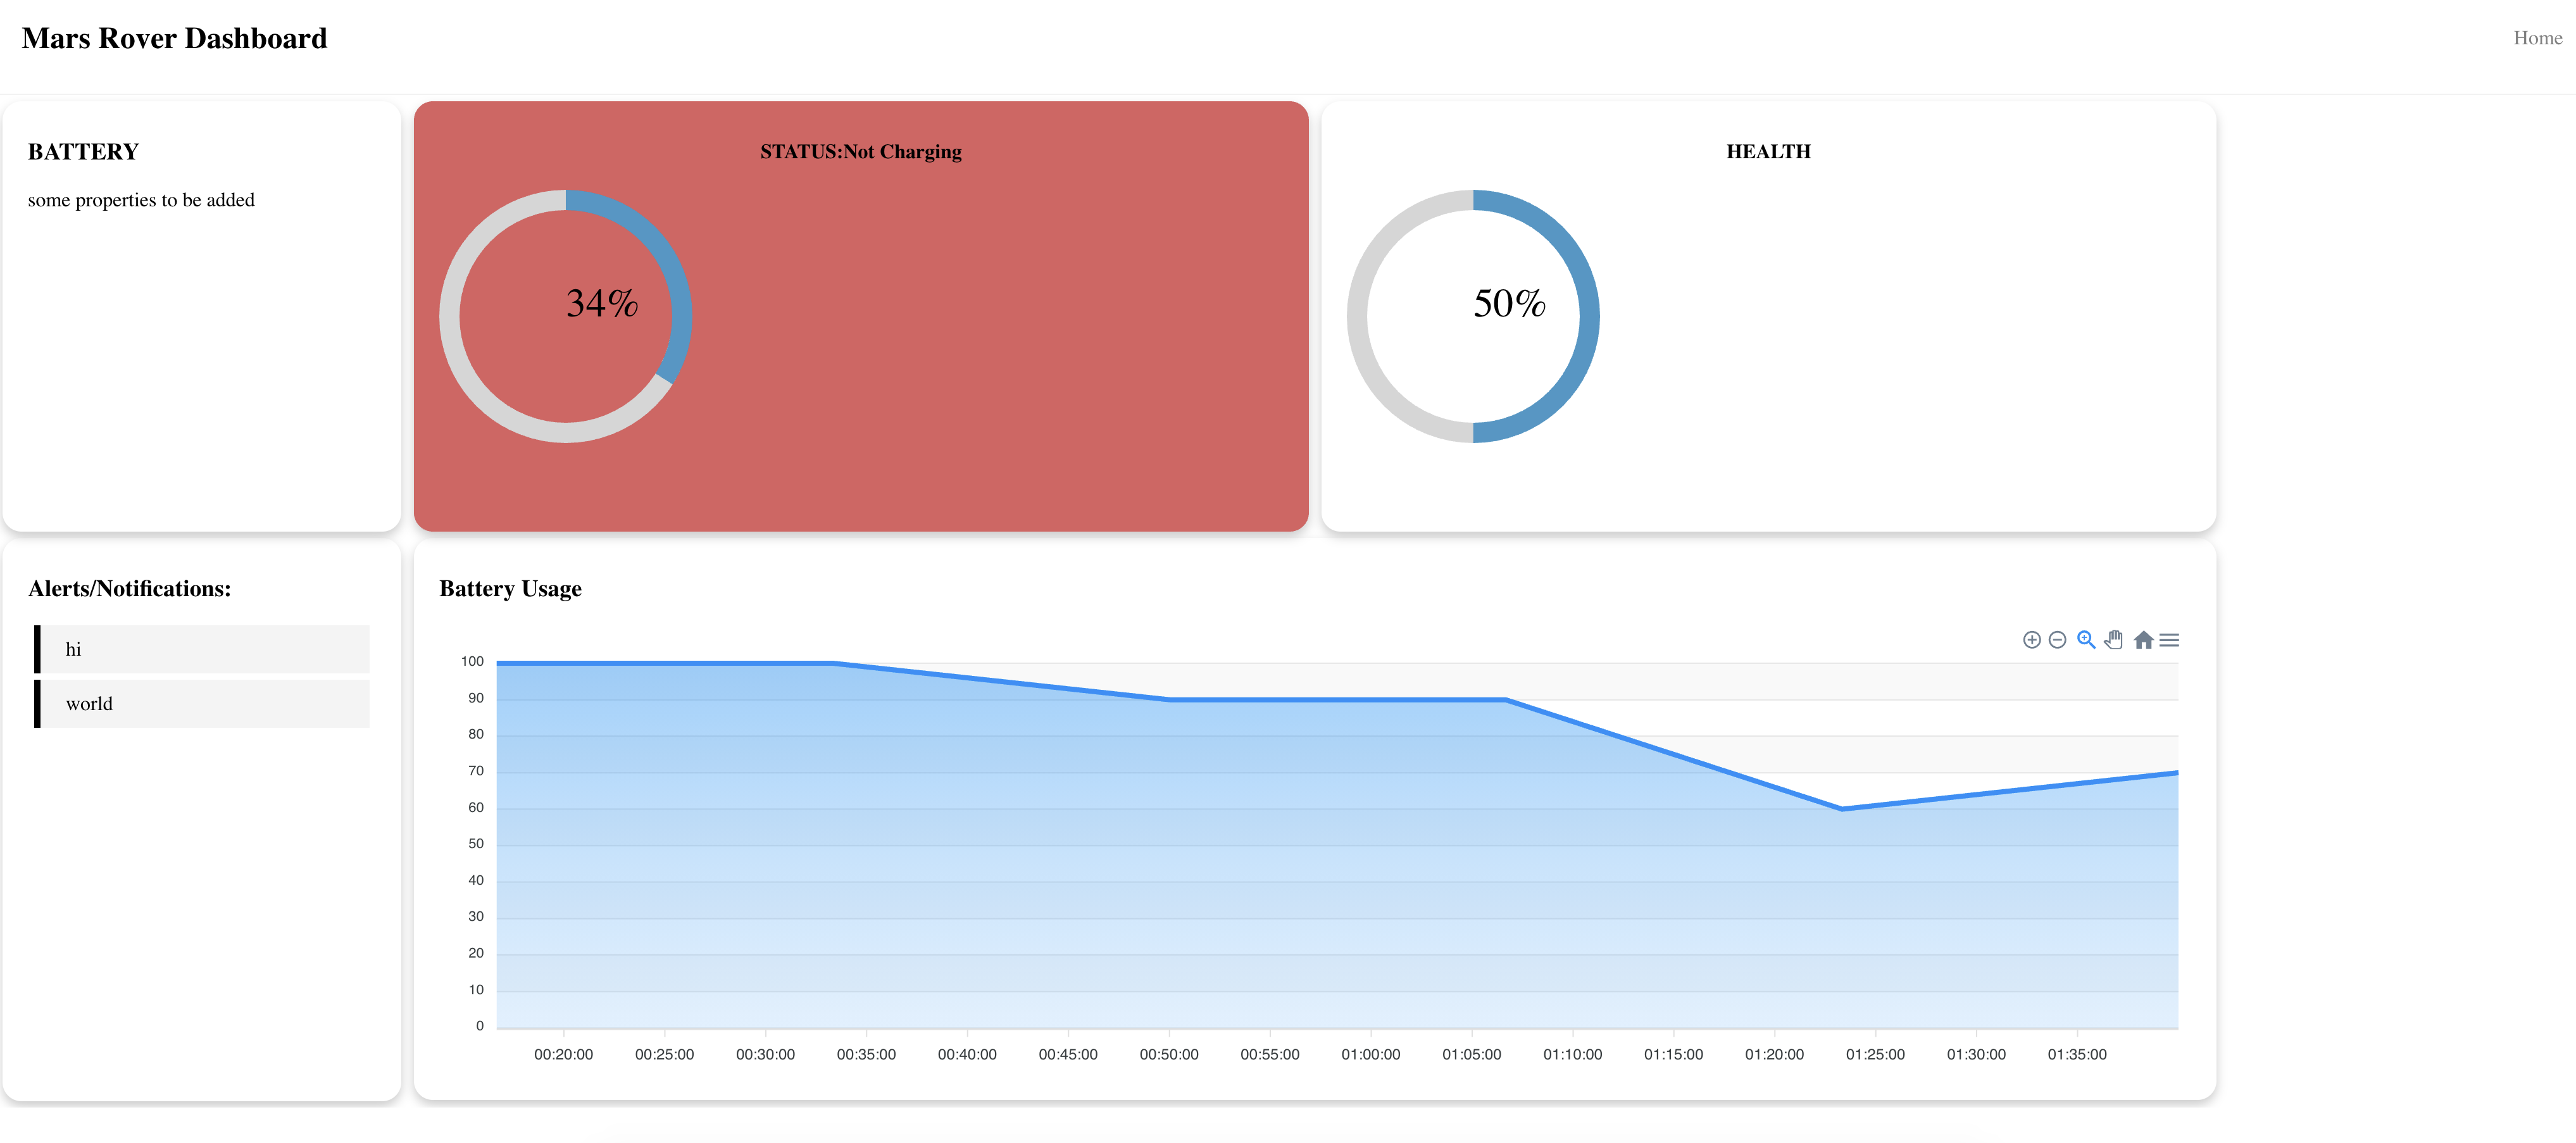 Mars Rover Dashboard
Home
BATTERY
some properties to be added
STATUS:Not Charging
34%
HEALTH
50%
Alerts/Notifications:
hi
world
Battery Usage
100
90
80
70
60
50
40
30
20
10
0
00:20:00 00:25:00 00:30:00 00:35:00 00:40:00 00:45:00 00:50:00 00:55:00 01:00:00 01:05:00 01:10:00 01:15:00 01:20:00 01:25:00 01:30:00 01:35:00